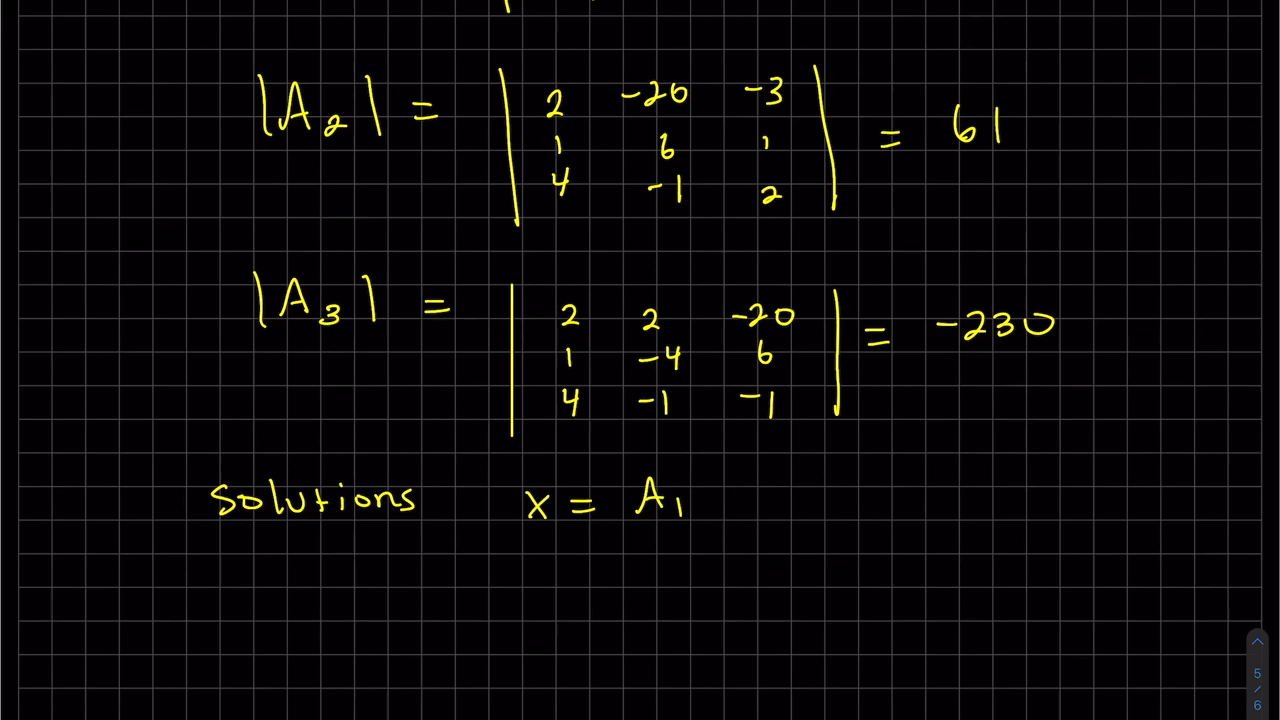 |A₂| = | 2 -20 -3 | = 61
1 6 1
4 -1 2
|A₃| = | 2 2 -20 | = -230
1 -4 6
4 -1 -1
Solutions x = A₁
5
/
6